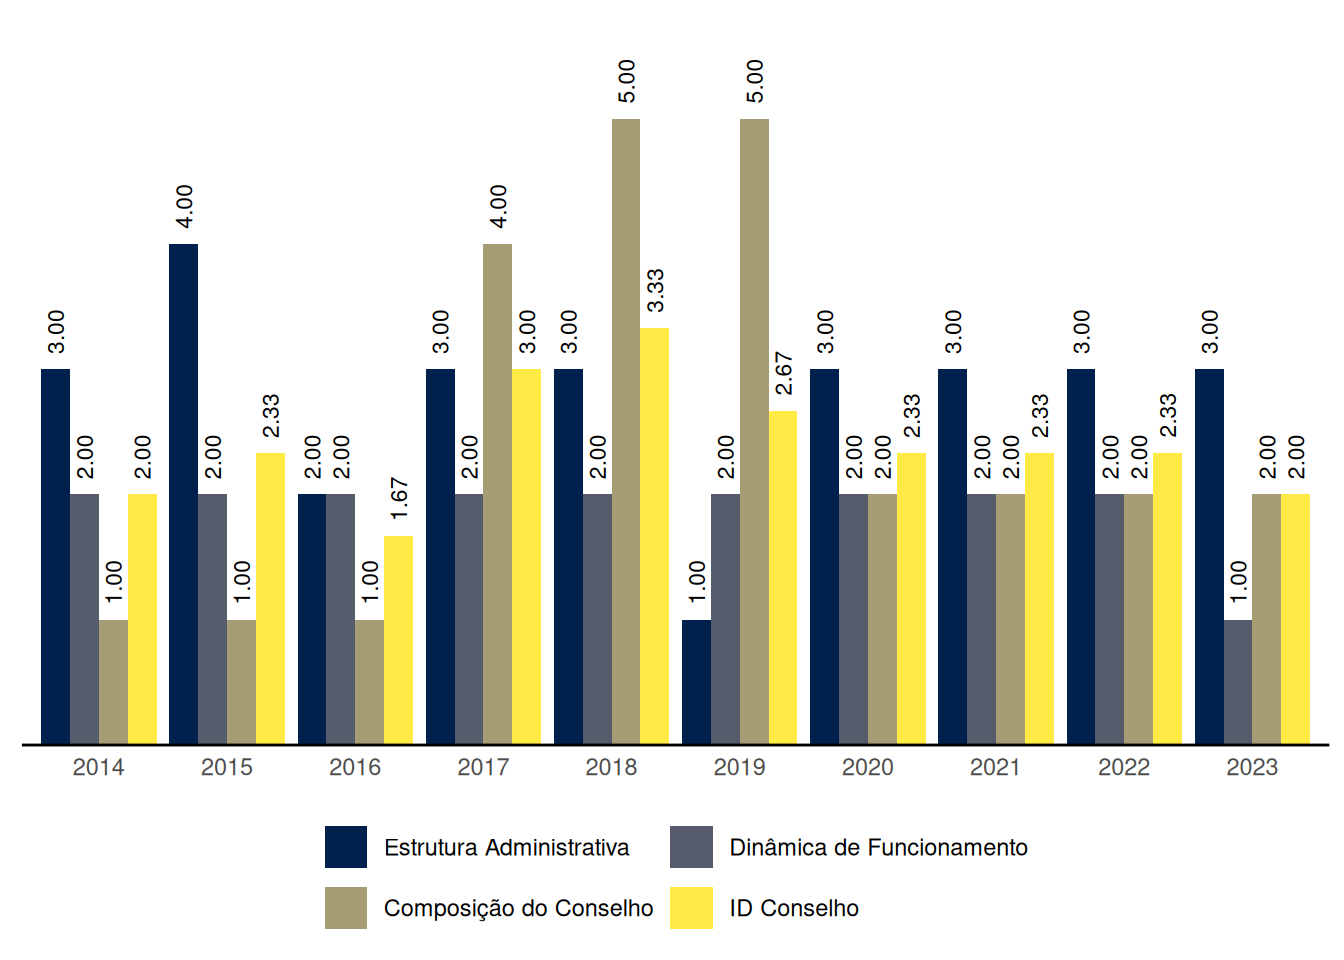 3.00 2.00 1.00 2.00
4.00 2.00 1.00 2.33
2.00 2.00 1.00 1.67
3.00 2.00 4.00 3.00
3.00 2.00 5.00 3.33
1.00 2.00 5.00 2.67
3.00 2.00 2.00 2.33
3.00 2.00 2.00 2.33
3.00 2.00 2.00 2.33
3.00 1.00 2.00 2.00
2014 2015 2016 2017 2018 2019 2020 2021 2022 2023
Estrutura Administrativa Dinâmica de Funcionamento
Composição do Conselho ID Conselho